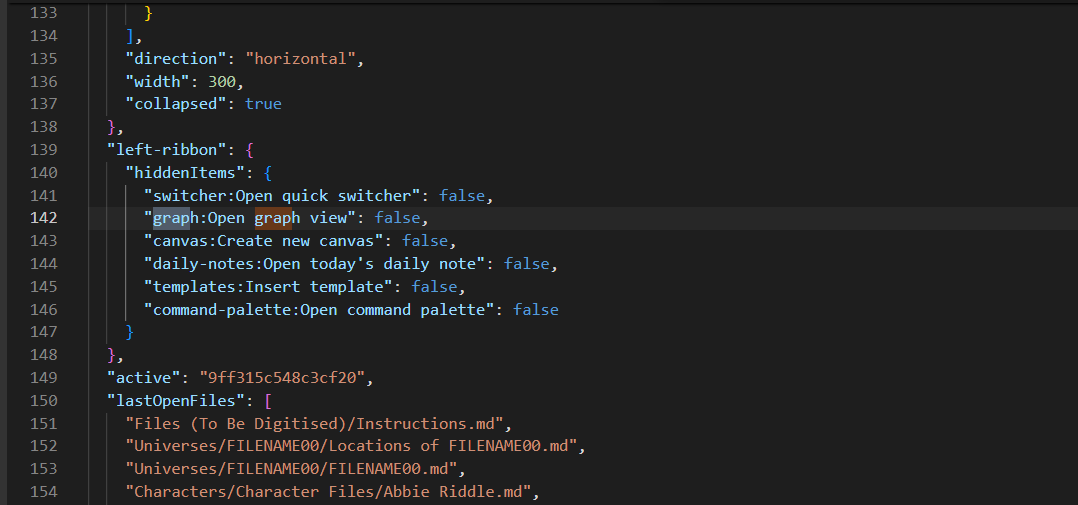 133 }
134 ],
135 "direction": "horizontal",
136 "width": 300,
137 "collapsed": true
138 },
139 "left-ribbon": {
140 "hiddenItems": {
141 "switcher:Open quick switcher": false,
142 "graph:Open graph view": false,
143 "canvas:Create new canvas": false,
144 "daily-notes:Open today's daily note": false,
145 "templates:Insert template": false,
146 "command-palette:Open command palette": false
147 }
148 },
149 "active": "9ff315c548c3cf20",
150 "lastOpenFiles": [
151 "Files (To Be Digitised)/Instructions.md",
152 "Universes/FILENAME00/Locations of FILENAME00.md",
153 "Universes/FILENAME00/FILENAME00.md",
154 "Characters/Character Files/Abbie Riddle.md",